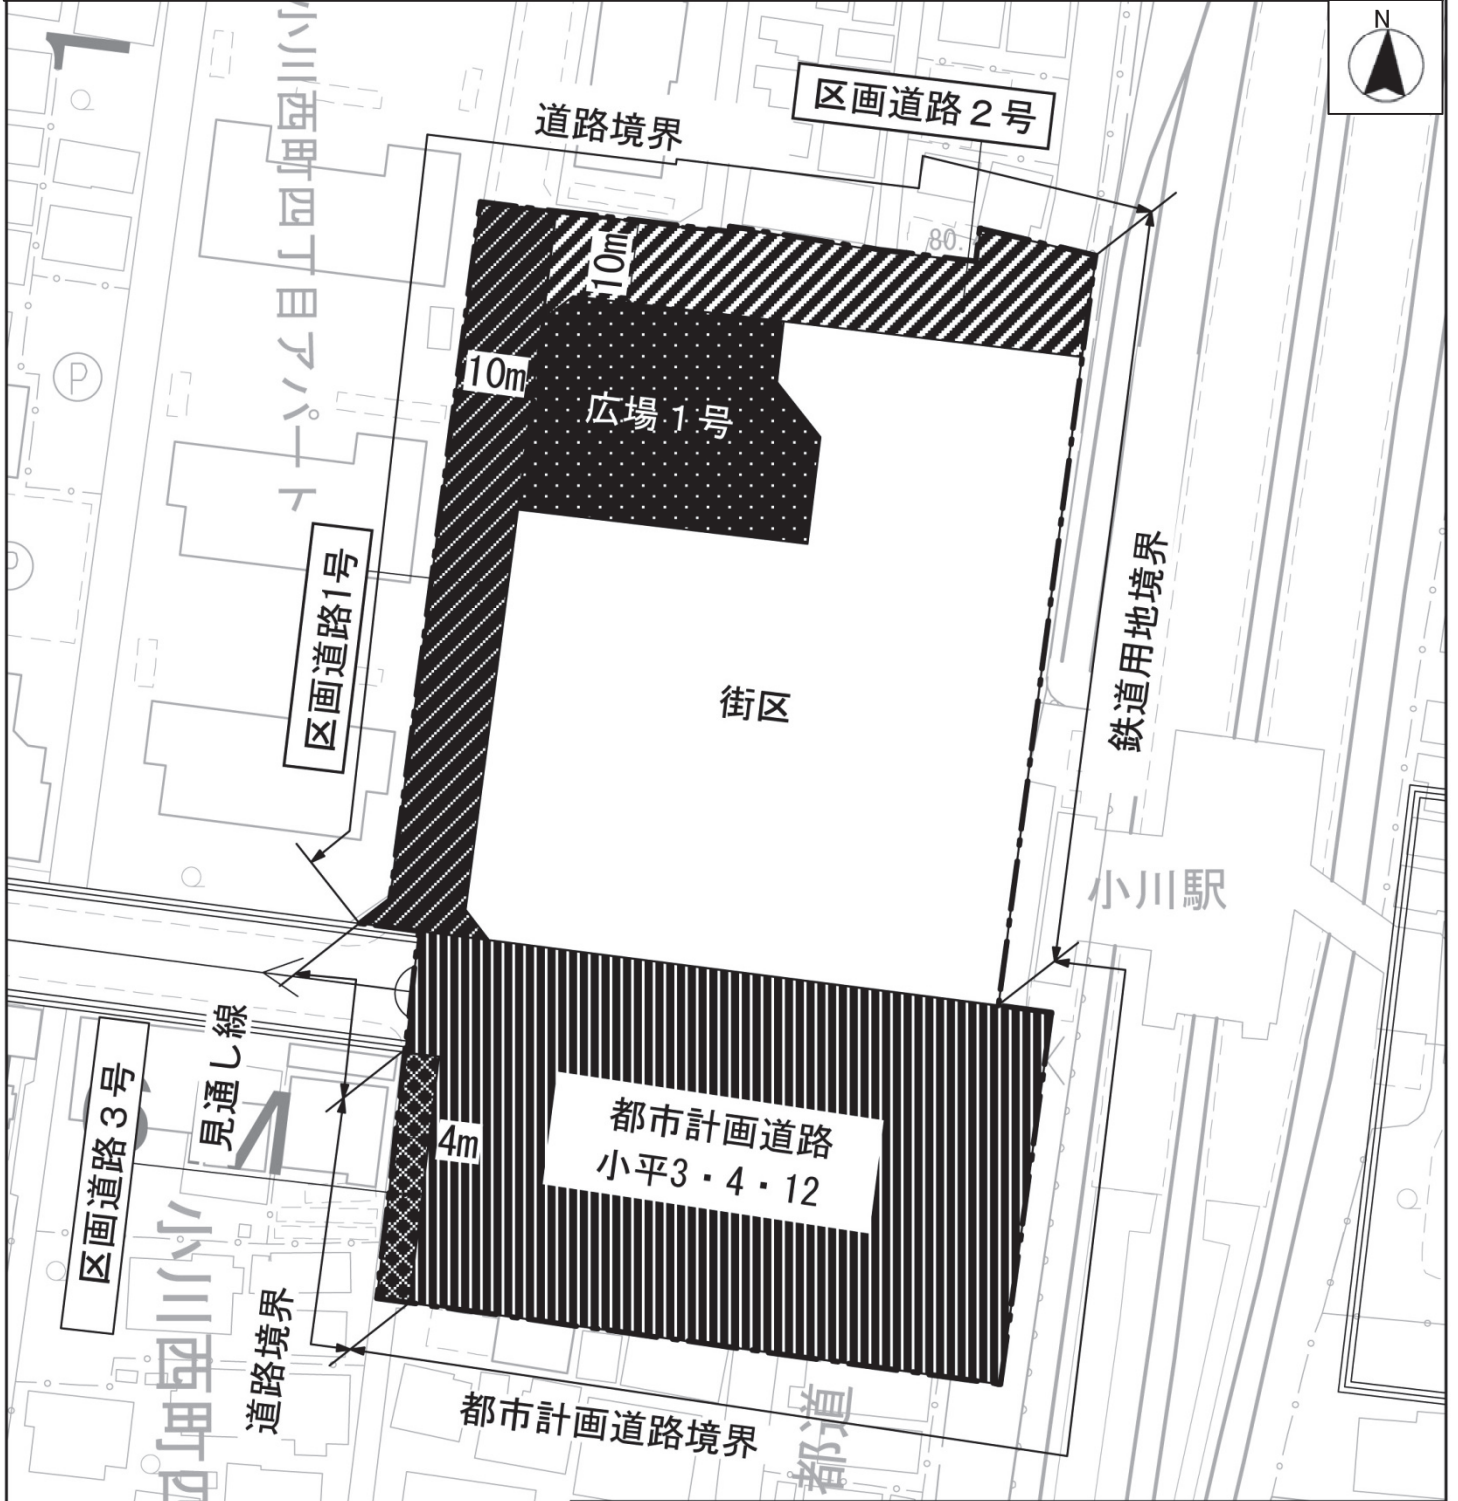 N
区画道路2号
道路境界
小川西町四丁目アパート
80.
10m
10m
P
広場1号
区画道路1号
鉄道用地境界
街区
小川駅
見通し線
区画道路3号
4m
都市計画道路
小平3・4・12
小川西町四
道路境界
都市計画道路境界
都道